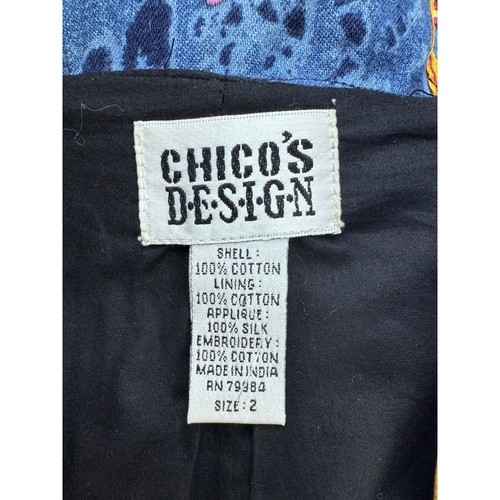 CHICO'S
D·E·S·I·G·N
SHELL:
100% COTTON
LINING:
100% COTTON
APPLIQUE:
100% SILK
EMBROIDERY:
100% COTTON
MADE IN INDIA
RN 79984
SIZE: 2